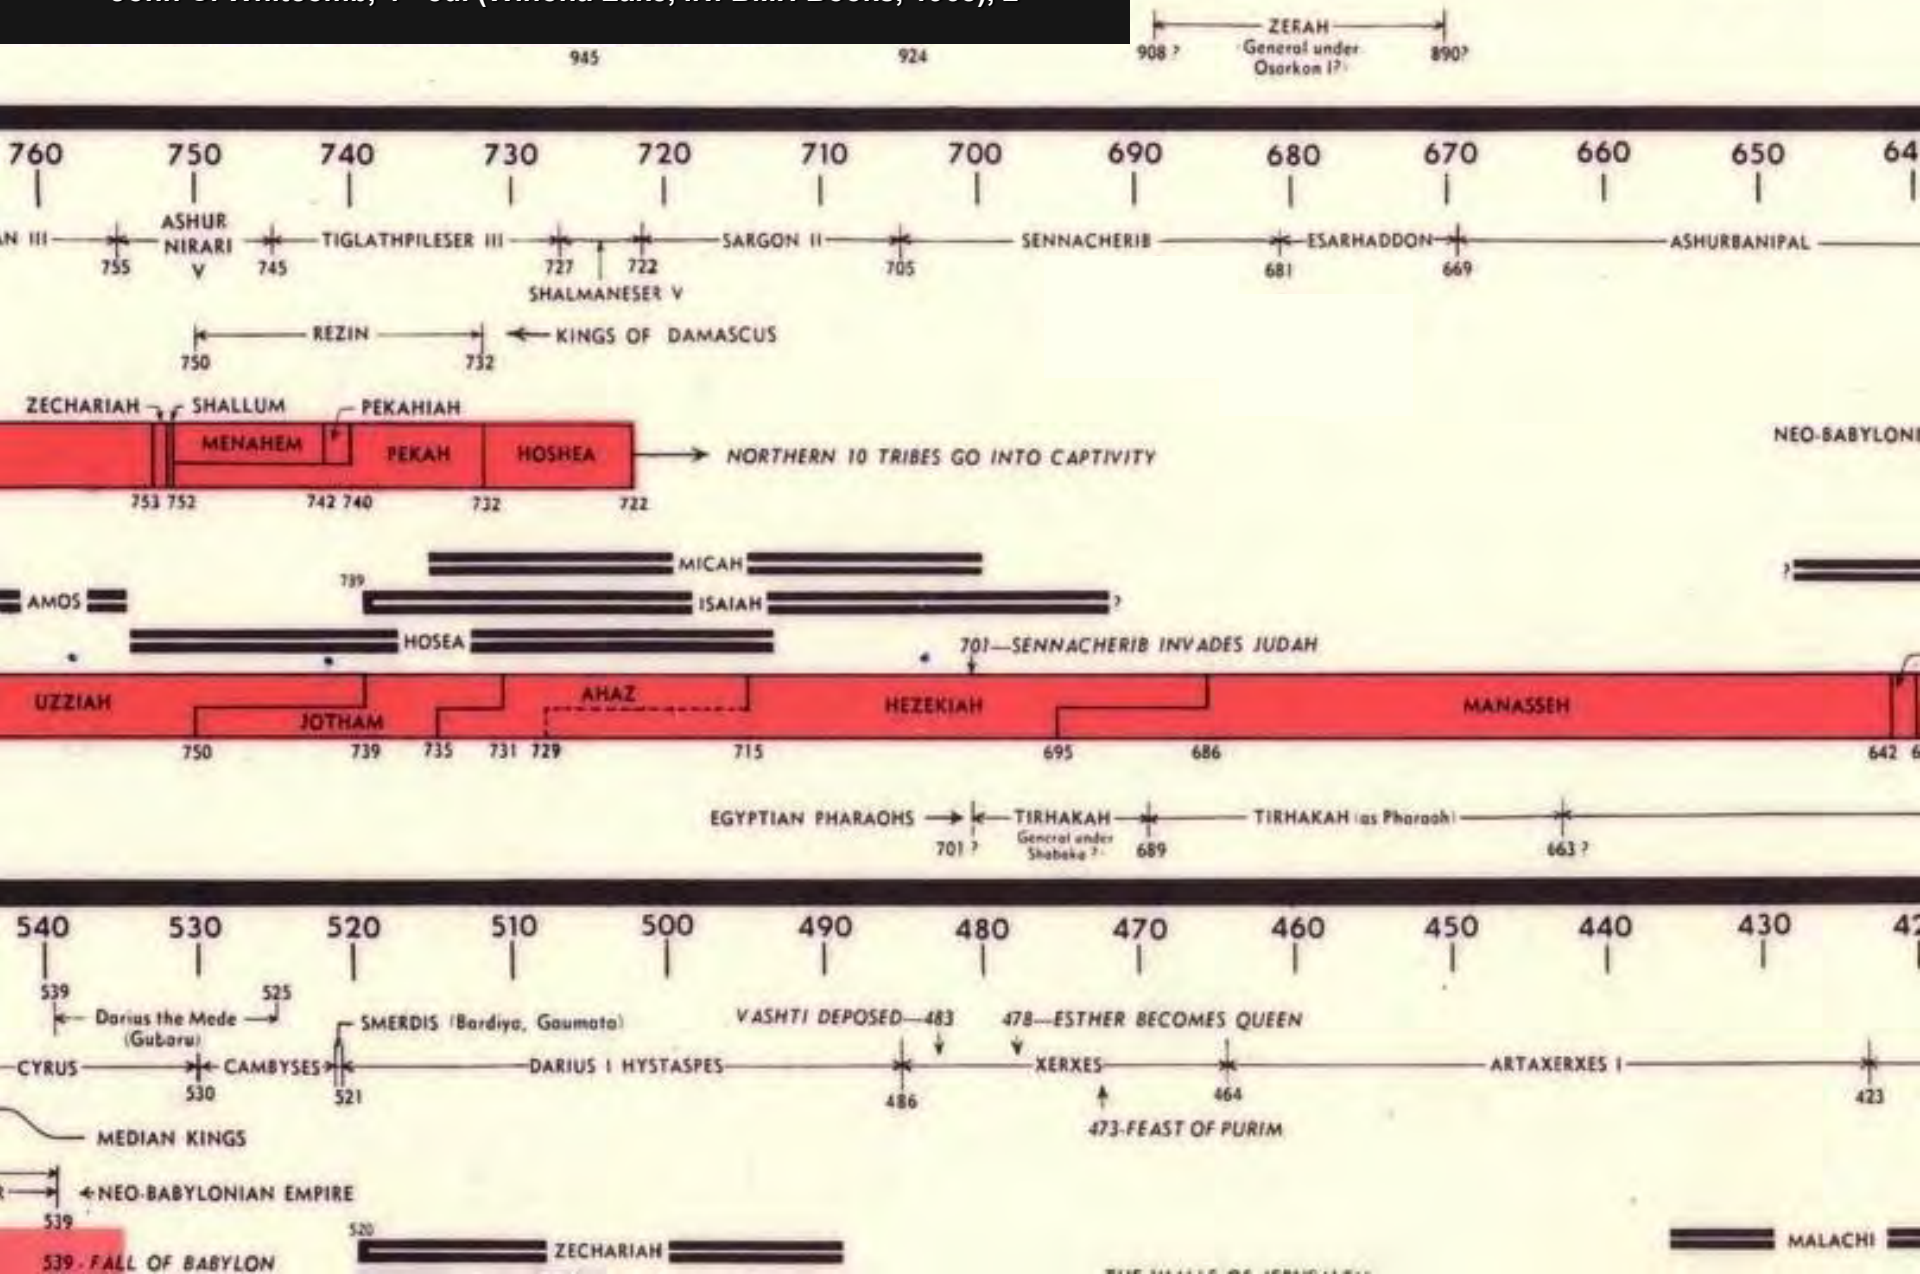 ZERAH
945 924 908 ? General under 890?
Osorkon I?
760 750 740 730 720 710 700 690 680 670 660 650 64
ASHUR
AN III NIRARI TIGLATHPILESER III SARGON II SENNACHERIB ESARHADDON ASHURBANIPAL
755 V 745 727 722 705 681 669
SHALMANESER V
REZIN KINGS OF DAMASCUS
750 732
ZECHARIAH SHALLUM PEKAHIAH
MENAHEM PEKAH HOSHEA NORTHERN 10 TRIBES GO INTO CAPTIVITY NEO-BABYLONI
753 752 742 740 732 722
MICAH ?
739
AMOS ISAIAH ?
HOSEA 701—SENNACHERIB INVADES JUDAH
UZZIAH JOTHAM AHAZ HEZEKIAH MANASSEH
750 739 735 731 729 715 695 686 642 6
EGYPTIAN PHARAOHS TIRHAKAH TIRHAKAH (as Pharaoh)
701 ? General under 689 663 ?
Shabaka ?
540 530 520 510 500 490 480 470 460 450 440 430 42
539 525
Darius the Mede SMERDIS (Bardiya, Gaumata) VASHTI DEPOSED—483 478—ESTHER BECOMES QUEEN
(Gubaru)
CYRUS CAMBYSES DARIUS I HYSTASPES XERXES ARTAXERXES I
530 521 486 464 423
473-FEAST OF PURIM
MEDIAN KINGS
R NEO-BABYLONIAN EMPIRE
539 520
539 - FALL OF BABYLON ZECHARIAH MALACHI